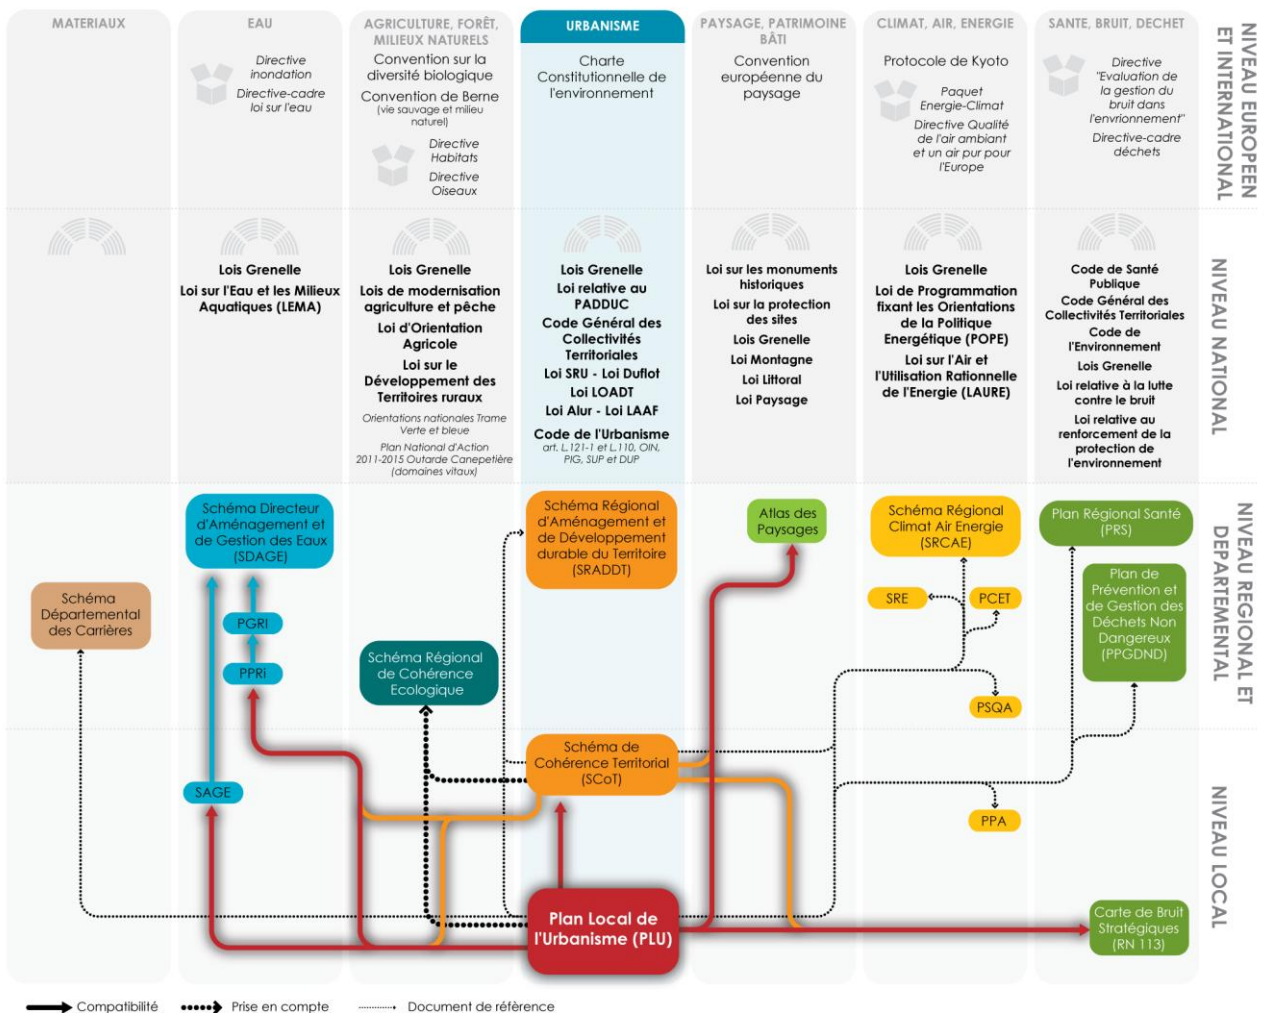 MATERIAUX
EAU
AGRICULTURE, FORÊT,
MILIEUX NATURELS
URBANISME
PAYSAGE, PATRIMOINE
BÂTI
CLIMAT, AIR, ENERGIE
SANTE, BRUIT, DECHET
NIVEAU EUROPEEN
ET INTERNATIONAL
Directive
inondation
Directive-cadre
loi sur l'eau
Convention sur la
diversité biologique
Convention de Berne
(vie sauvage et milieu
naturel)
Directive
Habitats
Directive
Oiseaux
Charte
Constitutionnelle de
l'environnement
Convention
européenne du
paysage
Protocole de Kyoto
Paquet
Energie-Climat
Directive Qualité
de l'air ambiant
et un air pur pour
l'Europe
Directive
"Evaluation de
la gestion du
bruit dans
l'envrionnement"
Directive-cadre
déchets
NIVEAU NATIONAL
Lois Grenelle
Loi sur l'Eau et les Milieux
Aquatiques (LEMA)
Lois Grenelle
Lois de modernisation
agriculture et pêche
Loi d'Orientation
Agricole
Loi sur le
Développement des
Territoires ruraux
Orientations nationales Trame
Verte et bleue
Plan National d'Action
2011-2015 Outarde Canepetière
(domaines vitaux)
Lois Grenelle
Loi relative au
PADDUC
Code Général des
Collectivités
Territoriales
Loi SRU - Loi Duflot
Loi LOADT
Loi Alur - Loi LAAF
Code de l'Urbanisme
art. L.121-1 et L.110, OIN,
PIG, SUP et DUP
Loi sur les monuments
historiques
Loi sur la protection
des sites
Lois Grenelle
Loi Montagne
Loi Littoral
Loi Paysage
Lois Grenelle
Loi de Programmation
fixant les Orientations
de la Politique
Energétique (POPE)
Loi sur l'Air et
l'Utilisation Rationnelle
de l'Energie (LAURE)
Code de Santé
Publique
Code Général des
Collectivités Territoriales
Code de
l'Environnement
Lois Grenelle
Loi relative à la lutte
contre le bruit
Loi relative au
renforcement de la
protection de
l'environnement
NIVEAU REGIONAL ET
DEPARTEMENTAL
Schéma
Départemental
des Carrières
Schéma Directeur
d'Aménagement et
de Gestion des Eaux
(SDAGE)
PGRI
PPRi
Schéma Régional
de Cohérence
Ecologique
Schéma Régional
d'Aménagement et
de Développement
durable du Territoire
(SRADDT)
Atlas des
Paysages
Schéma Régional
Climat Air Energie
(SRCAE)
SRE
PCET
PSQA
Plan Régional Santé
(PRS)
Plan de
Prévention et
de Gestion des
Déchets Non
Dangereux
(PPGDND)
NIVEAU LOCAL
SAGE
Schéma de
Cohérence Territorial
(SCoT)
PPA
Plan Local de
l'Urbanisme (PLU)
Carte de Bruit
Stratégiques
(RN 113)
Compatibilité
Prise en compte
Document de réfèrence